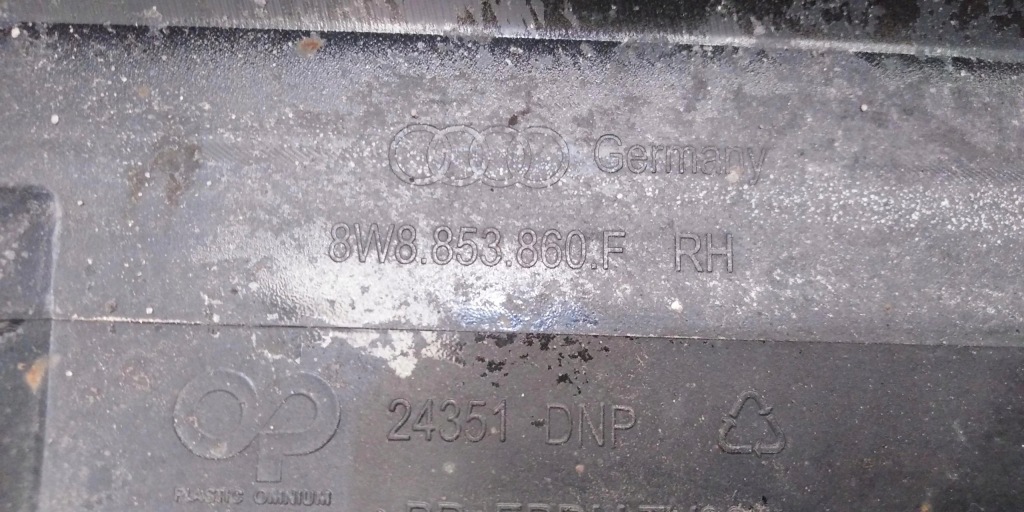 Germany
8W8.853.860.F RH
24351 DNP
PLASTIC OMNIUM